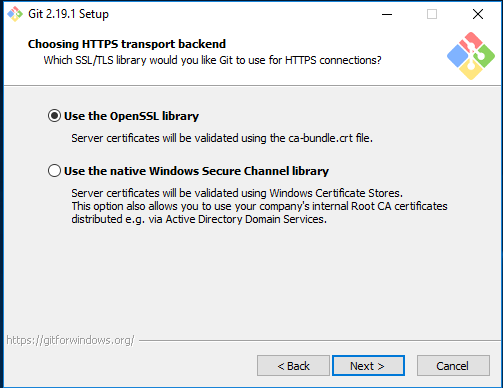 Git 2.19.1 Setup
Choosing HTTPS transport backend
Which SSL/TLS library would you like Git to use for HTTPS connections?
Use the OpenSSL library
Server certificates will be validated using the ca-bundle.crt file.
Use the native Windows Secure Channel library
Server certificates will be validated using Windows Certificate Stores.
This option also allows you to use your company's internal Root CA certificates
distributed e.g. via Active Directory Domain Services.
https://gitforwindows.org/
< Back
Next >
Cancel